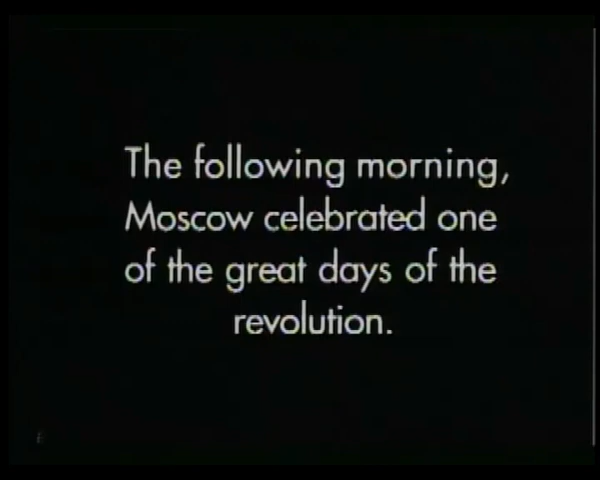 The following morning,
Moscow celebrated one
of the great days of the
revolution.